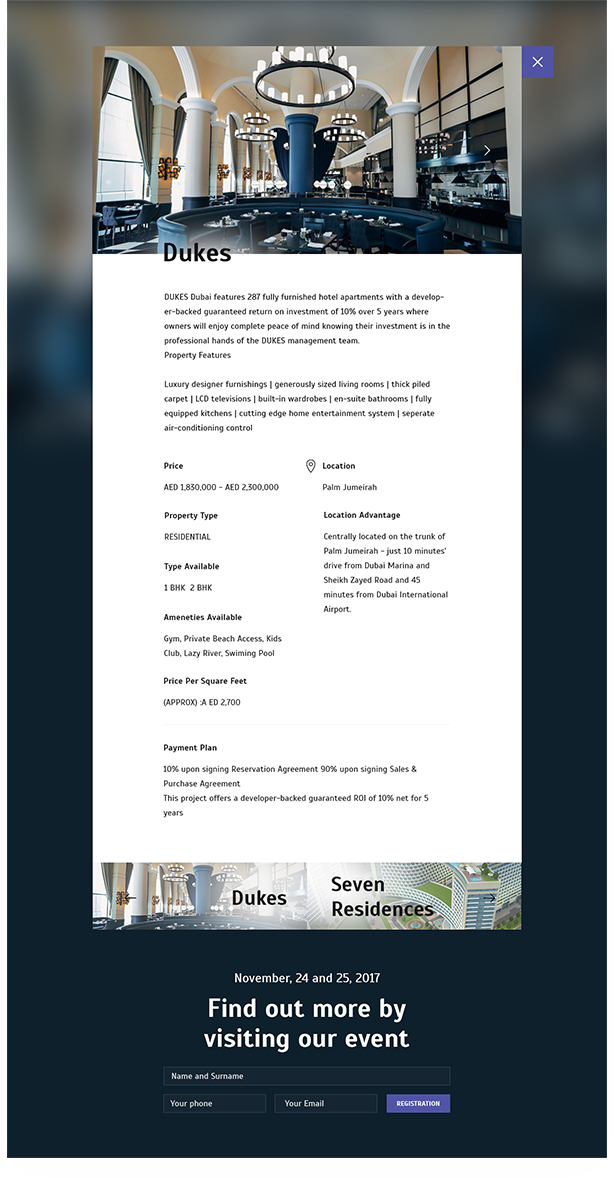 Dukes
DUKES Dubai features 287 fully furnished hotel apartments with a develop-
er-backed guaranteed return on investment of 10% over 5 years where
owners will enjoy complete peace of mind knowing their investment is in the
professional hands of the DUKES management team.
Property Features
Luxury designer furnishings | generously sized living rooms | thick piled
carpet | LCD televisions | built-in wardrobes | en-suite bathrooms | fully
equipped kitchens | cutting edge home entertainment system | seperate
air-conditioning control
Price
AED 1,830,000 - AED 2,300,000
Location
Palm Jumeirah
Property Type
RESIDENTIAL
Location Advantage
Centrally located on the trunk of
Palm Jumeirah - just 10 minutes'
drive from Dubai Marina and
Sheikh Zayed Road and 45
minutes from Dubai International
Airport.
Type Available
1 BHK 2 BHK
Ameneties Available
Gym, Private Beach Access, Kids
Club, Lazy River, Swiming Pool
Price Per Square Feet
(APPROX) :A ED 2,700
Payment Plan
10% upon signing Reservation Agreement 90% upon signing Sales &
Purchase Agreement
This project offers a developer-backed guaranteed ROI of 10% net for 5
years
Dukes
Seven
Residences
November, 24 and 25, 2017
Find out more by
visiting our event
Name and Surname
Your phone
Your Email
REGISTRATION